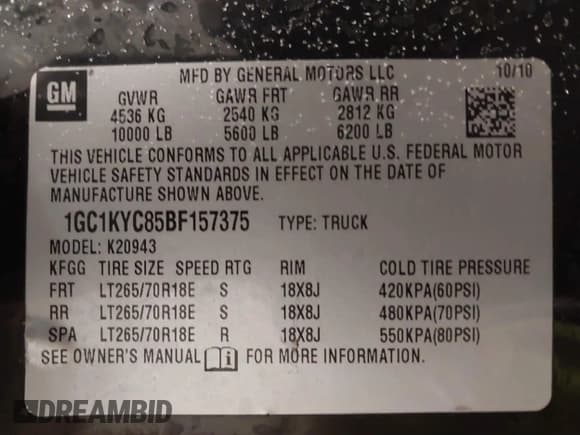 MFD BY GENERAL MOTORS LLC 10/10
GM
GVWR GAWR FRT GAWR RR
4536 KG 2540 KG 2812 KG
10000 LB 5600 LB 6200 LB
THIS VEHICLE CONFORMS TO ALL APPLICABLE U.S. FEDERAL MOTOR
VEHICLE SAFETY STANDARDS IN EFFECT ON THE DATE OF
MANUFACTURE SHOWN ABOVE.
1GC1KYC85BF157375 TYPE: TRUCK
MODEL: K20943
KFGG TIRE SIZE SPEED RTG RIM COLD TIRE PRESSURE
FRT LT265/70R18E S 18X8J 420KPA(60PSI)
RR LT265/70R18E S 18X8J 480KPA(70PSI)
SPA LT265/70R18E R 18X8J 550KPA(80PSI)
SEE OWNER'S MANUAL i FOR MORE INFORMATION.
DREAMBID